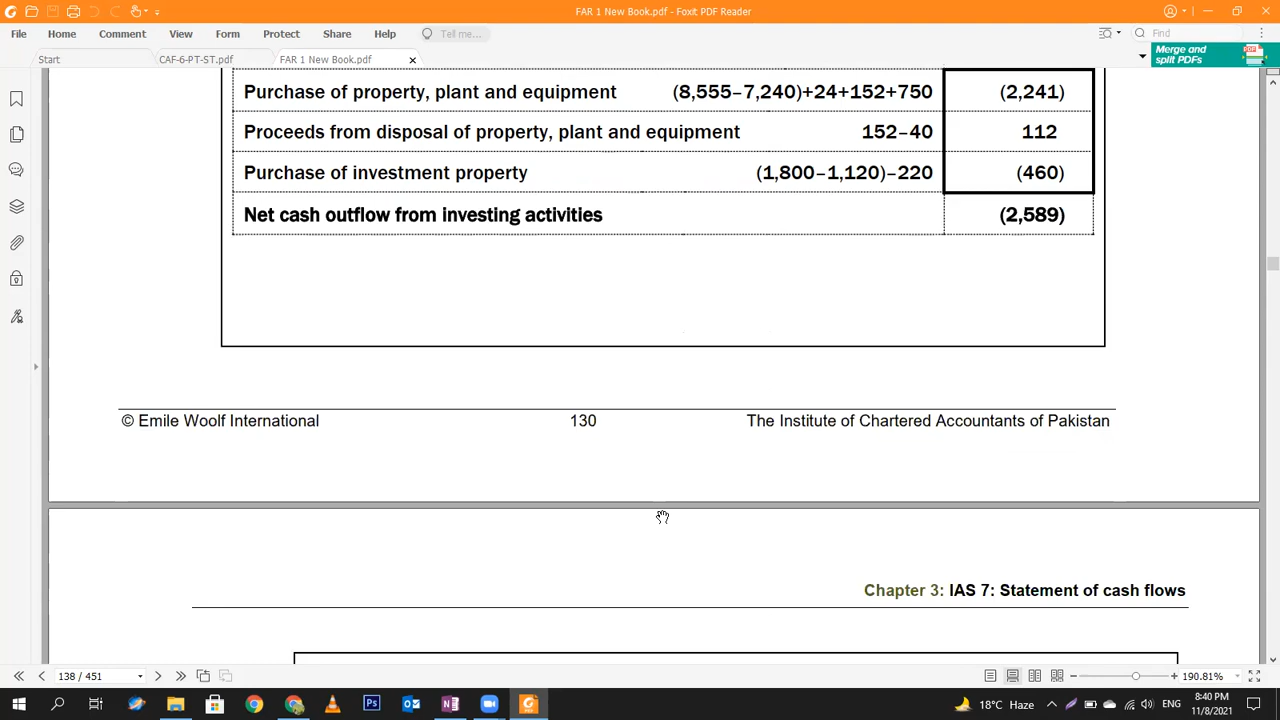 FAR 1 New Book.pdf - Foxit PDF Reader
File Home Comment View Form Protect Share Help Tell me... Find
Merge and split PDFs
Start CAF-6-PT-ST.pdf FAR 1 New Book.pdf
Purchase of property, plant and equipment (8,555–7,240)+24+152+750 (2,241)
Proceeds from disposal of property, plant and equipment 152–40 112
Purchase of investment property (1,800–1,120)–220 (460)
Net cash outflow from investing activities (2,589)
© Emile Woolf International 130 The Institute of Chartered Accountants of Pakistan
Chapter 3: IAS 7: Statement of cash flows
138 / 451 190.81%
18°C Haze ENG 8:40 PM
11/8/2021